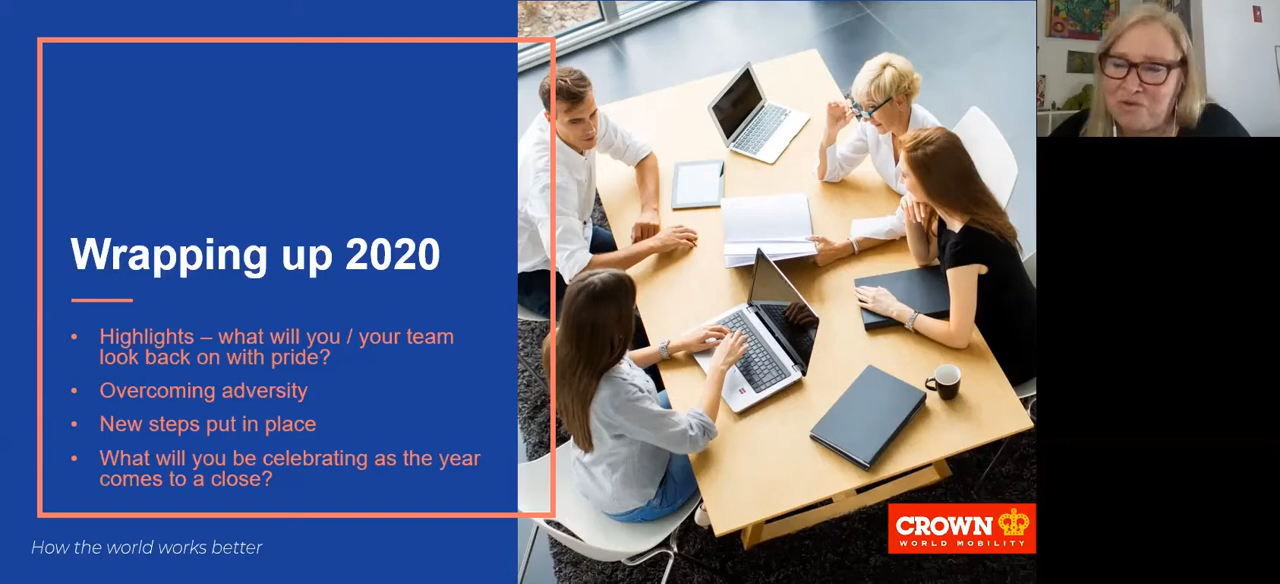 Wrapping up 2020
• Highlights – what will you / your team
look back on with pride?
• Overcoming adversity
• New steps put in place
• What will you be celebrating as the year
comes to a close?
How the world works better
CROWN
WORLD MOBILITY